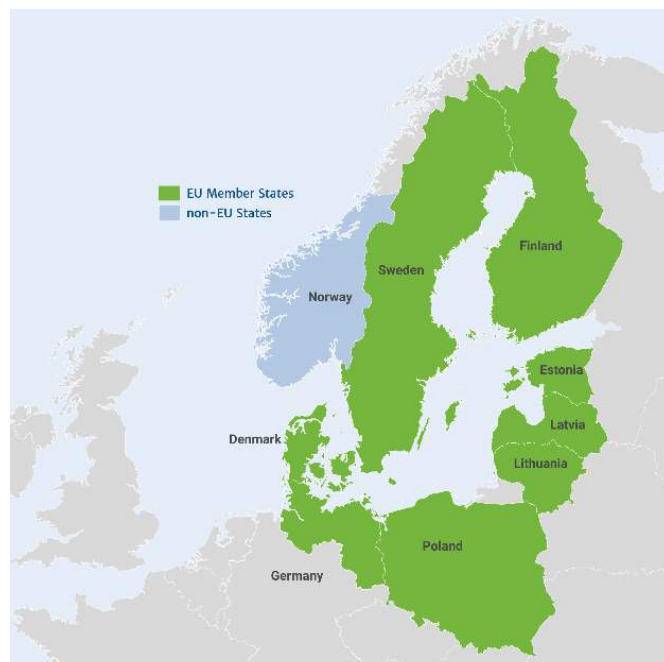 EU Member States
non-EU States
Finland
Sweden
Norway
Estonia
Latvia
Denmark
Lithuania
Poland
Germany